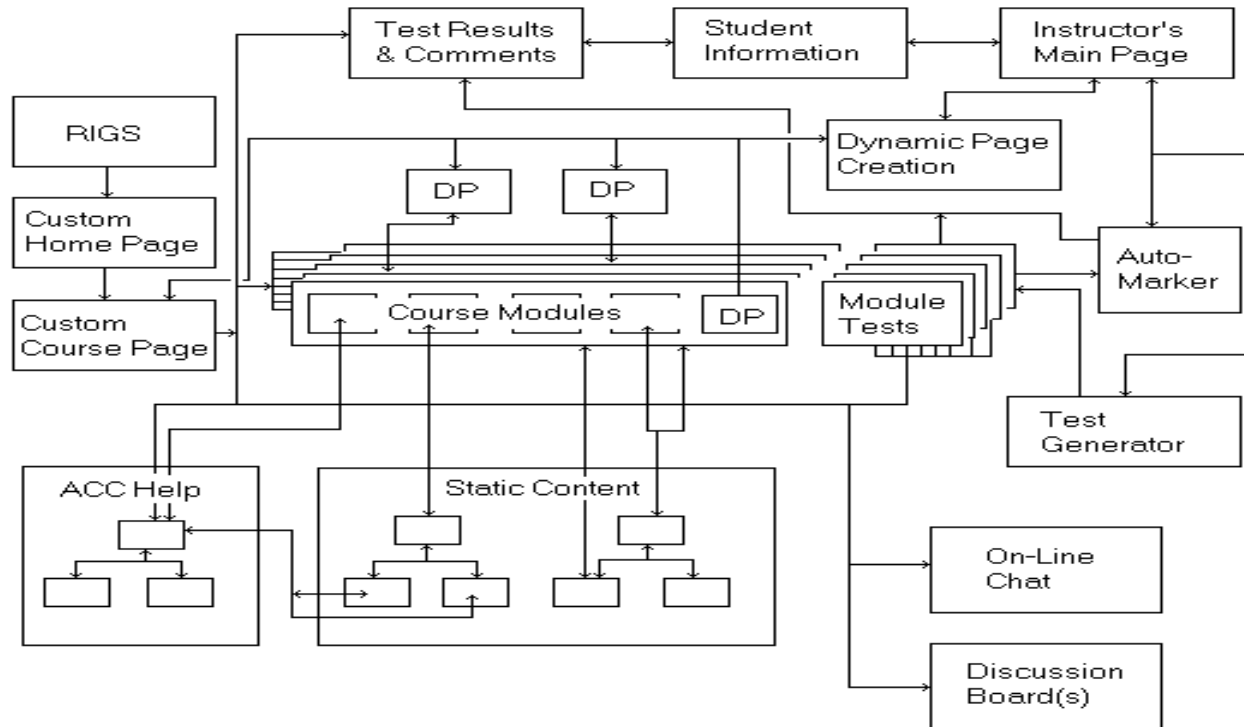 Test Results
& Comments
Student
Information
Instructor's
Main Page
RIGS
Dynamic Page
Creation
DP
DP
Custom
Home Page
Auto-
Marker
Custom
Course Page
Course Modules
DP
Module
Tests
Test
Generator
ACC Help
Static Content
On-Line
Chat
Discussion
Board(s)